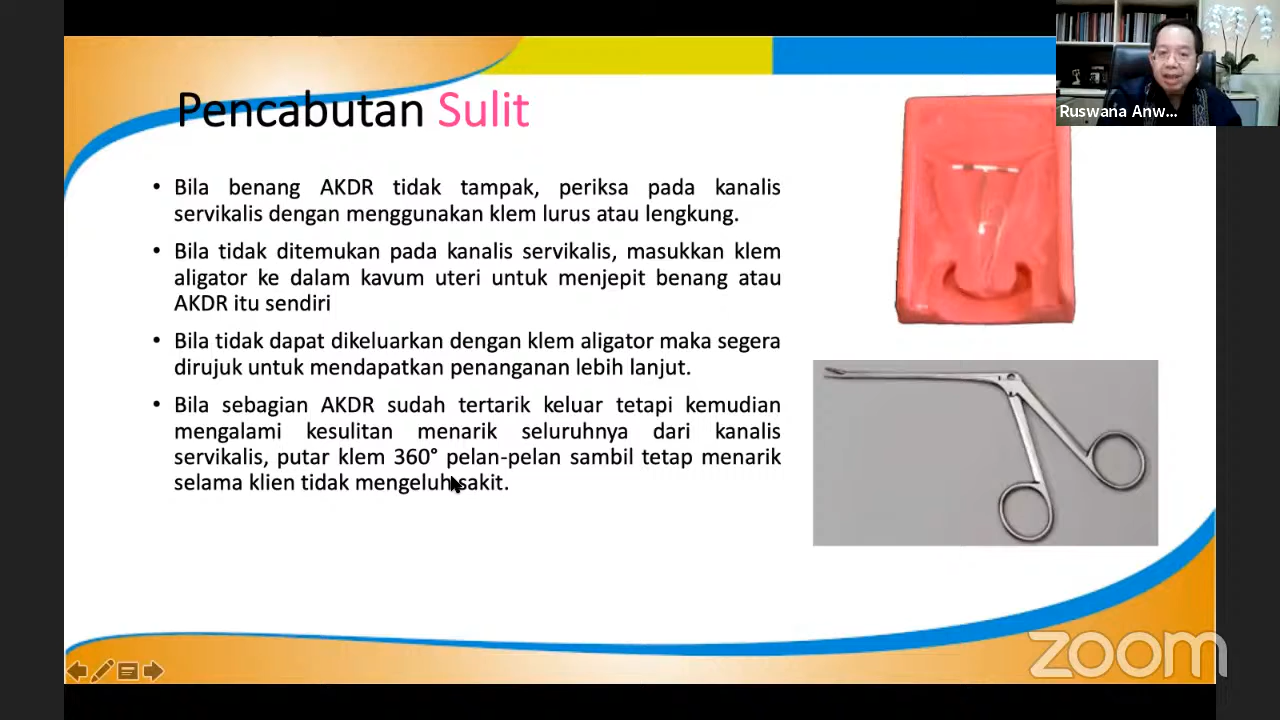 Pencabutan Sulit
• Bila benang AKDR tidak tampak, periksa pada kanalis
servikalis dengan menggunakan klem lurus atau lengkung.
• Bila tidak ditemukan pada kanalis servikalis, masukkan klem
aligator ke dalam kavum uteri untuk menjepit benang atau
AKDR itu sendiri
• Bila tidak dapat dikeluarkan dengan klem aligator maka segera
dirujuk untuk mendapatkan penanganan lebih lanjut.
• Bila sebagian AKDR sudah tertarik keluar tetapi kemudian
mengalami kesulitan menarik seluruhnya dari kanalis
servikalis, putar klem 360° pelan-pelan sambil tetap menarik
selama klien tidak mengeluh sakit.
Ruswana Anw...
zoom